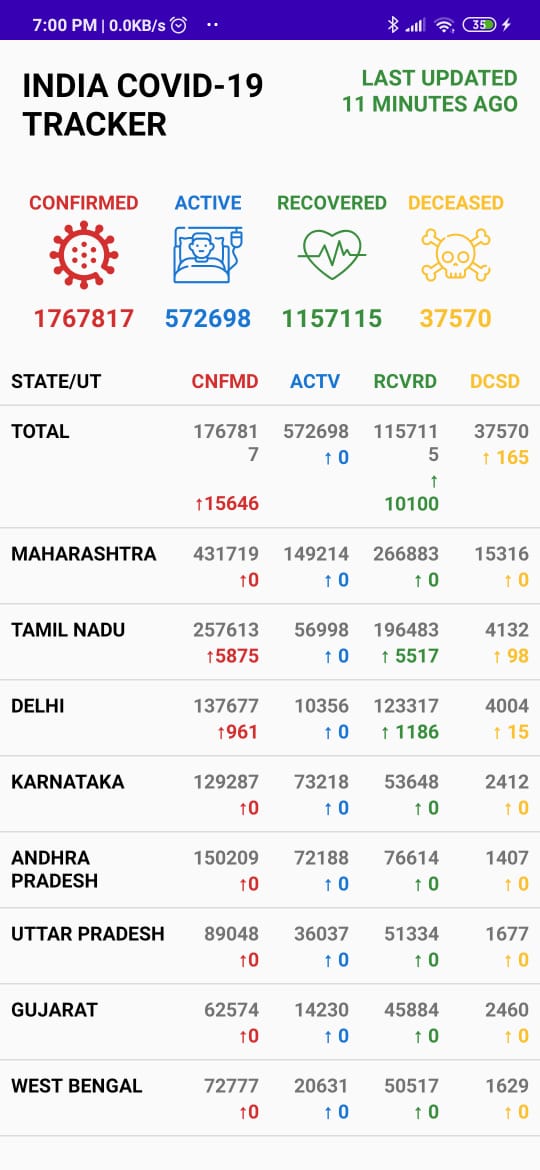 7:00 PM | 0.0KB/s
35
INDIA COVID-19
TRACKER
LAST UPDATED
11 MINUTES AGO
CONFIRMED ACTIVE RECOVERED DECEASED
1767817 572698 1157115 37570
STATE/UT CNFMD ACTV RCVRD DCSD
TOTAL 176781 572698 115711 37570
7 ↑ 0 5 ↑ 165
↑
↑15646 10100
MAHARASHTRA 431719 149214 266883 15316
↑0 ↑ 0 ↑ 0 ↑ 0
TAMIL NADU 257613 56998 196483 4132
↑5875 ↑ 0 ↑ 5517 ↑ 98
DELHI 137677 10356 123317 4004
↑961 ↑ 0 ↑ 1186 ↑ 15
KARNATAKA 129287 73218 53648 2412
↑0 ↑ 0 ↑ 0 ↑ 0
ANDHRA 150209 72188 76614 1407
PRADESH ↑0 ↑ 0 ↑ 0 ↑ 0
UTTAR PRADESH 89048 36037 51334 1677
↑0 ↑ 0 ↑ 0 ↑ 0
GUJARAT 62574 14230 45884 2460
↑0 ↑ 0 ↑ 0 ↑ 0
WEST BENGAL 72777 20631 50517 1629
↑0 ↑ 0 ↑ 0 ↑ 0